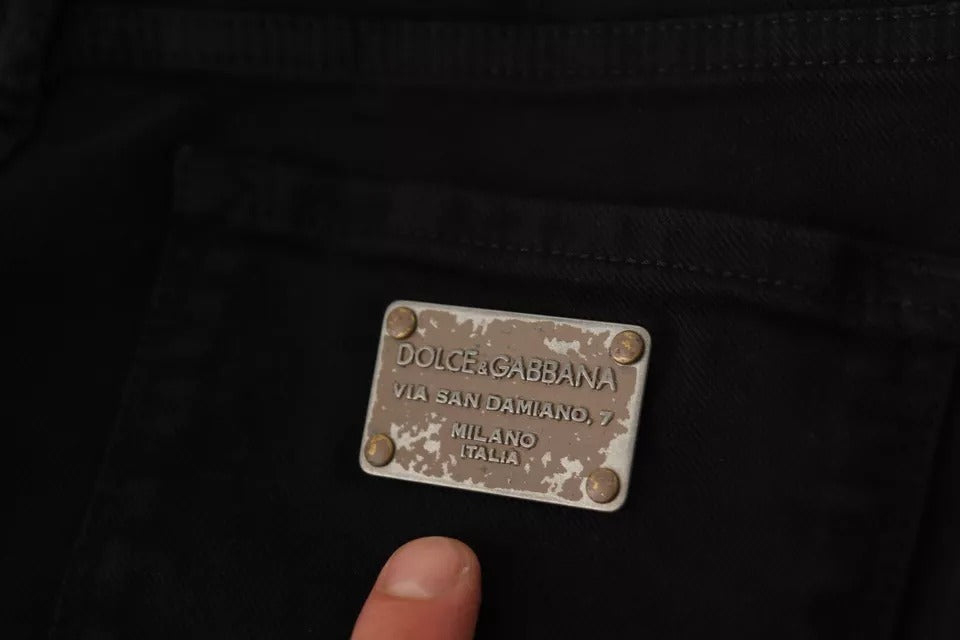 DOLCE&GABBANA
VIA SAN DAMIANO, 7
MILANO
ITALIA